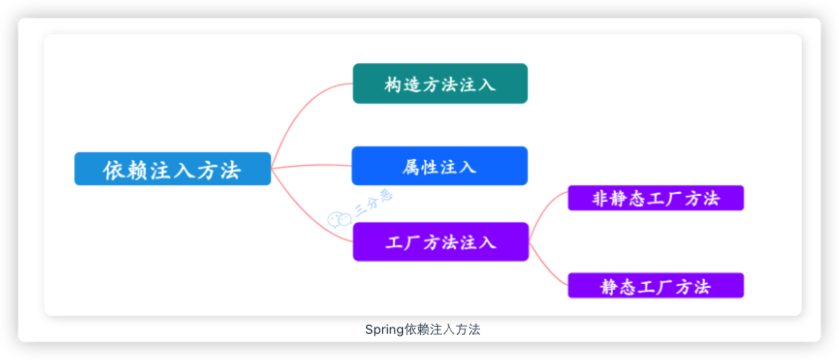 构造方法注入
依赖注入方法
属性注入
三分恶
非静态工厂方法
工厂方法注入
静态工厂方法
Spring依赖注入方法